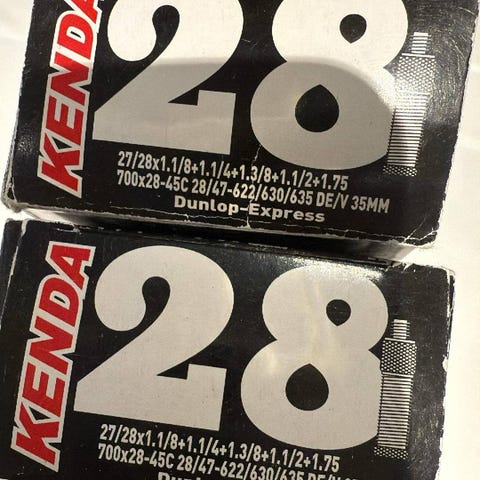 KENDA
28
27/28x1.1/8+1.1/4+1.3/8+1.1/2+1.75
700x28-45C 28/47-622/630/635 DE/V 35MM
Dunlop-Express
KENDA
28
27/28x1.1/8+1.1/4+1.3/8+1.1/2+1.75
700x28-45C 28/47-622/630/635 DE/V